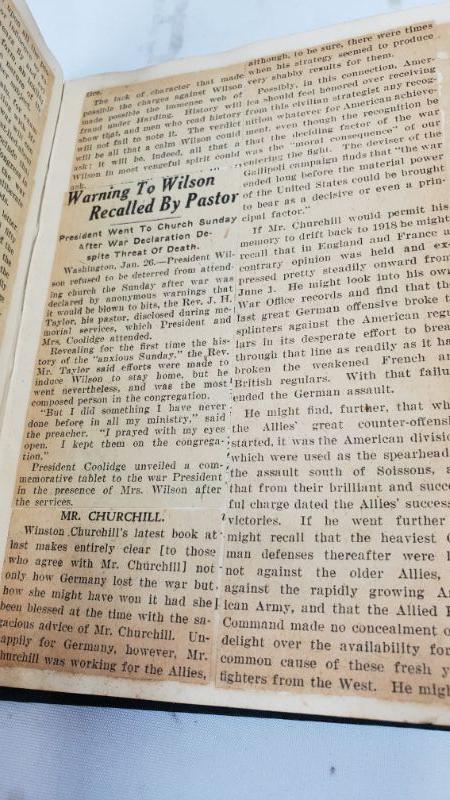 tics.
The lack of character that made
possible the charges against Wilson
made possible the immense web of
fraud under Harding. History will
show that, and men who read history
will not fail to note it. The verdict
will be all that a calm Wilson could
ask; it will be, indeed, all that a
Wilson in most vengeful spirit could
ask.
Warning To Wilson
Recalled By Pastor
President Went To Church Sunday
after War Declaration De-
spite Threat Of Death.
Washington, Jan. 26.—President Wil-
son refused to be deterred from attend-
ing church the Sunday after war was
declared by anonymous warnings that
it would be blown to bits, the Rev. J. H.
Taylor, his pastor, disclosed during me-
morial services, which President and
Mrs. Coolidge attended.
Revealing for the first time the his-
tory of the "anxious Sunday," the Rev.
Mr. Taylor said efforts were made to
induce Wilson to stay home, but he
went nevertheless, and was the most
composed person in the congregation.
"But I did something I have never
done before in all my ministry," said
the preacher. "I prayed with my eyes
open. I kept them on the congrega-
tion."
President Coolidge unveiled a com-
memorative tablet to the war President
in the presence of Mrs. Wilson after
the services.
MR. CHURCHILL.
Winston Churchill's latest book at
last makes entirely clear [to those
who agree with Mr. Churchill] not
only how Germany lost the war but
how she might have won it had she
been blessed at the time with the sa-
gacious advice of Mr. Churchill. Un-
happily for Germany, however, Mr.
Churchill was working for the Allies,
although, to be sure, there were times
when his strategy seemed to produce
very shabby results for them.
Possibly, in this connection, Amer-
ica should feel honored over receiving
from this civilian strategist any recog-
nition whatever for American achieve-
ment, even though the recognition be
that the deciding factor of the war
was the "moral consequence" of our
entering the fight. The deviser of the
Gallipoli campaign finds that "the war
ended long before the material power
of the United States could be brought
to bear as a decisive or even a prin-
cipal factor."
If Mr. Churchill would permit his
memory to drift back to 1918 he might
recall that in England and France a
contrary opinion was held and ex-
pressed pretty steadily onward from
June 1. He might look into his own
War Office records and find that the
last great German offensive broke to
splinters against the American regu-
lars in its desperate effort to break
through that line as readily as it had
broken the weakened French and
British regulars. With that failure
ended the German assault.
He might find, further, that wh
the Allies' great counter-offensi
started, it was the American divisio
which were used as the spearhead
the assault south of Soissons, a
that from their brilliant and succe
ful charge dated the Allies' success
victories. If he went further
might recall that the heaviest G
man defenses thereafter were l
not against the older Allies,
against the rapidly growing A
ican Army, and that the Allied H
Command made no concealment o
delight over the availability for
common cause of these fresh y
fighters from the West. He migh